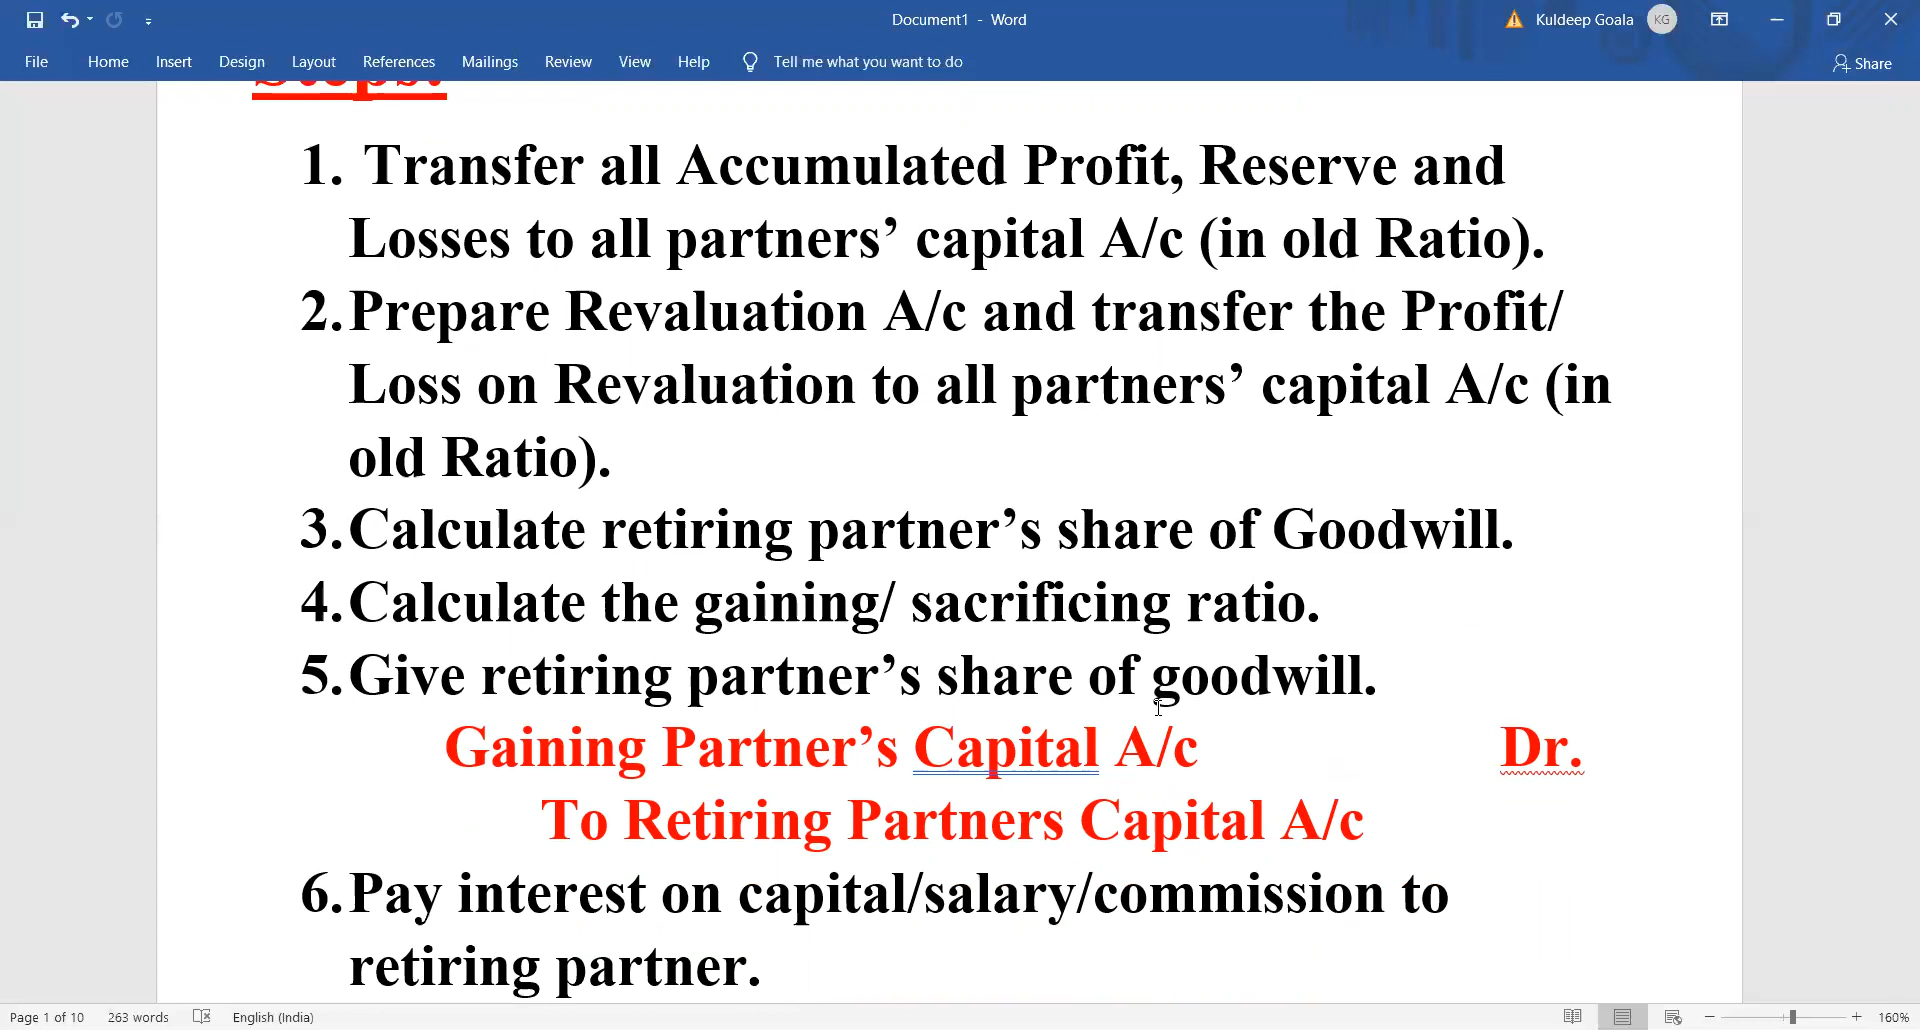 Document1 - Word
Kuldeep Goala KG
File Home Insert Design Layout References Mailings Review View Help Tell me what you want to do Share
Steps:
1. Transfer all Accumulated Profit, Reserve and
Losses to all partners’ capital A/c (in old Ratio).
2. Prepare Revaluation A/c and transfer the Profit/
Loss on Revaluation to all partners’ capital A/c (in
old Ratio).
3. Calculate retiring partner’s share of Goodwill.
4. Calculate the gaining/ sacrificing ratio.
5. Give retiring partner’s share of goodwill.
Gaining Partner’s Capital A/c Dr.
To Retiring Partners Capital A/c
6. Pay interest on capital/salary/commission to
retiring partner.
Page 1 of 10 263 words English (India) 160%